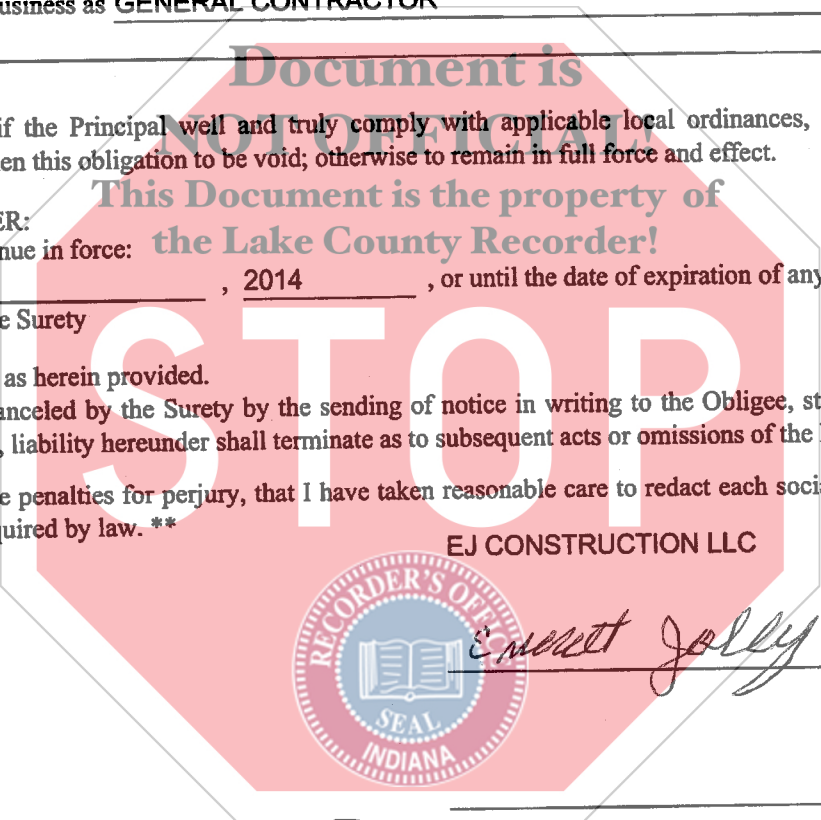 usiness as GENERAL CONTRACTOR
Document is
NOT OFFICIAL!
if the Principal well and truly comply with applicable local ordinances,
en this obligation to be void; otherwise to remain in full force and effect.
This Document is the property of
the Lake County Recorder!
ER:
nue in force:
, 2014 , or until the date of expiration of any
e Surety
STOP
as herein provided.
anceled by the Surety by the sending of notice in writing to the Obligee, st
, liability hereunder shall terminate as to subsequent acts or omissions of the
e penalties for perjury, that I have taken reasonable care to redact each soci
quired by law. **
EJ CONSTRUCTION LLC
Everett Jolly
RECORDER'S OFFICE
SEAL
INDIANA